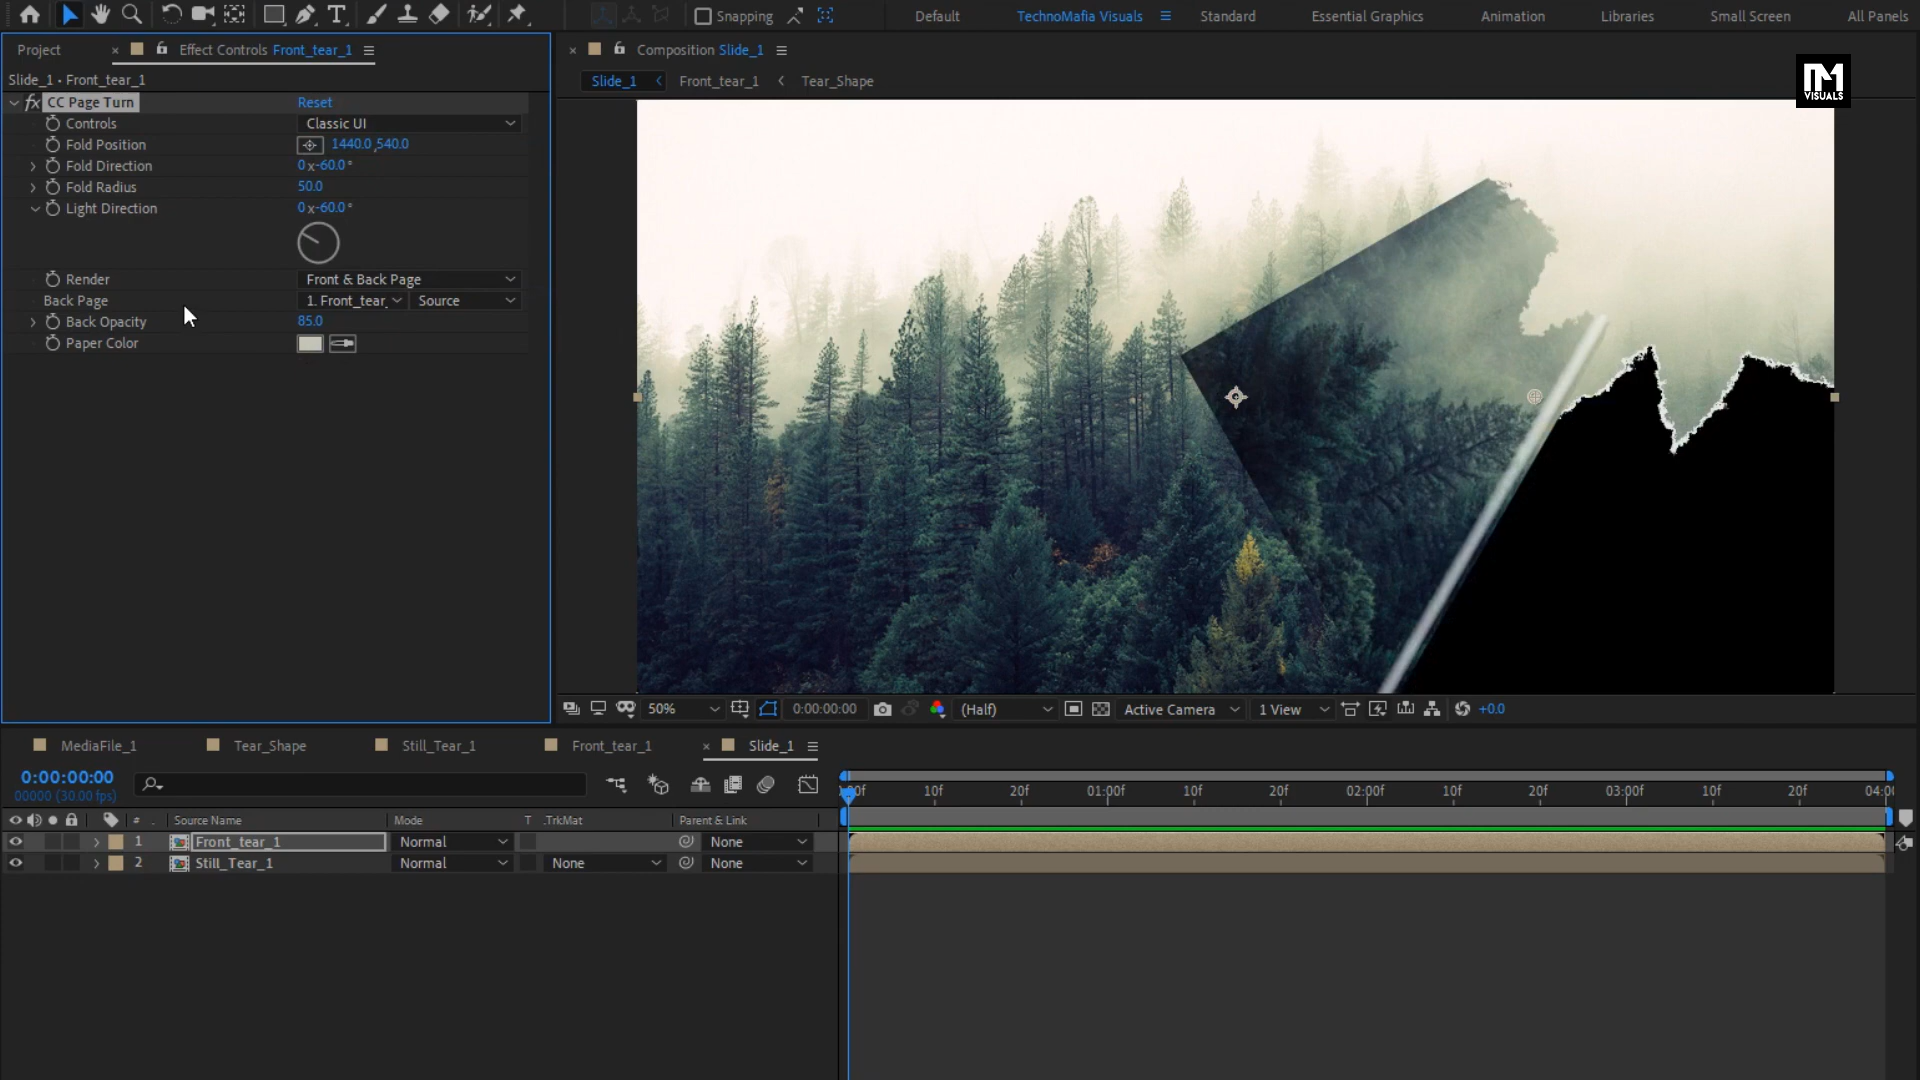 Snapping
Default
TechnoMafia Visuals
Standard
Essential Graphics
Animation
Libraries
Small Screen
All Panels
Project
Effect Controls Front_tear_1
Composition Slide_1
Slide_1 • Front_tear_1
Slide_1
Front_tear_1
Tear_Shape
VISUALS
fx CC Page Turn Reset
Controls Classic UI
Fold Position 1440.0,540.0
Fold Direction 0 x-60.0°
Fold Radius 50.0
Light Direction 0 x-60.0°
Render Front & Back Page
Back Page 1. Front_tear_ Source
Back Opacity 85.0
Paper Color
50%
0:00:00:00
(Half)
Active Camera
1 View
+0.0
MediaFile_1
Tear_Shape
Still_Tear_1
Front_tear_1
Slide_1
0:00:00:00
00000 (30.00 fps)
10f 20f 01:00f 10f 20f 02:00f 10f 20f 03:00f 10f 20f
# Source Name Mode T .TrkMat Parent & Link
1 Front_tear_1 Normal None
2 Still_Tear_1 Normal None None